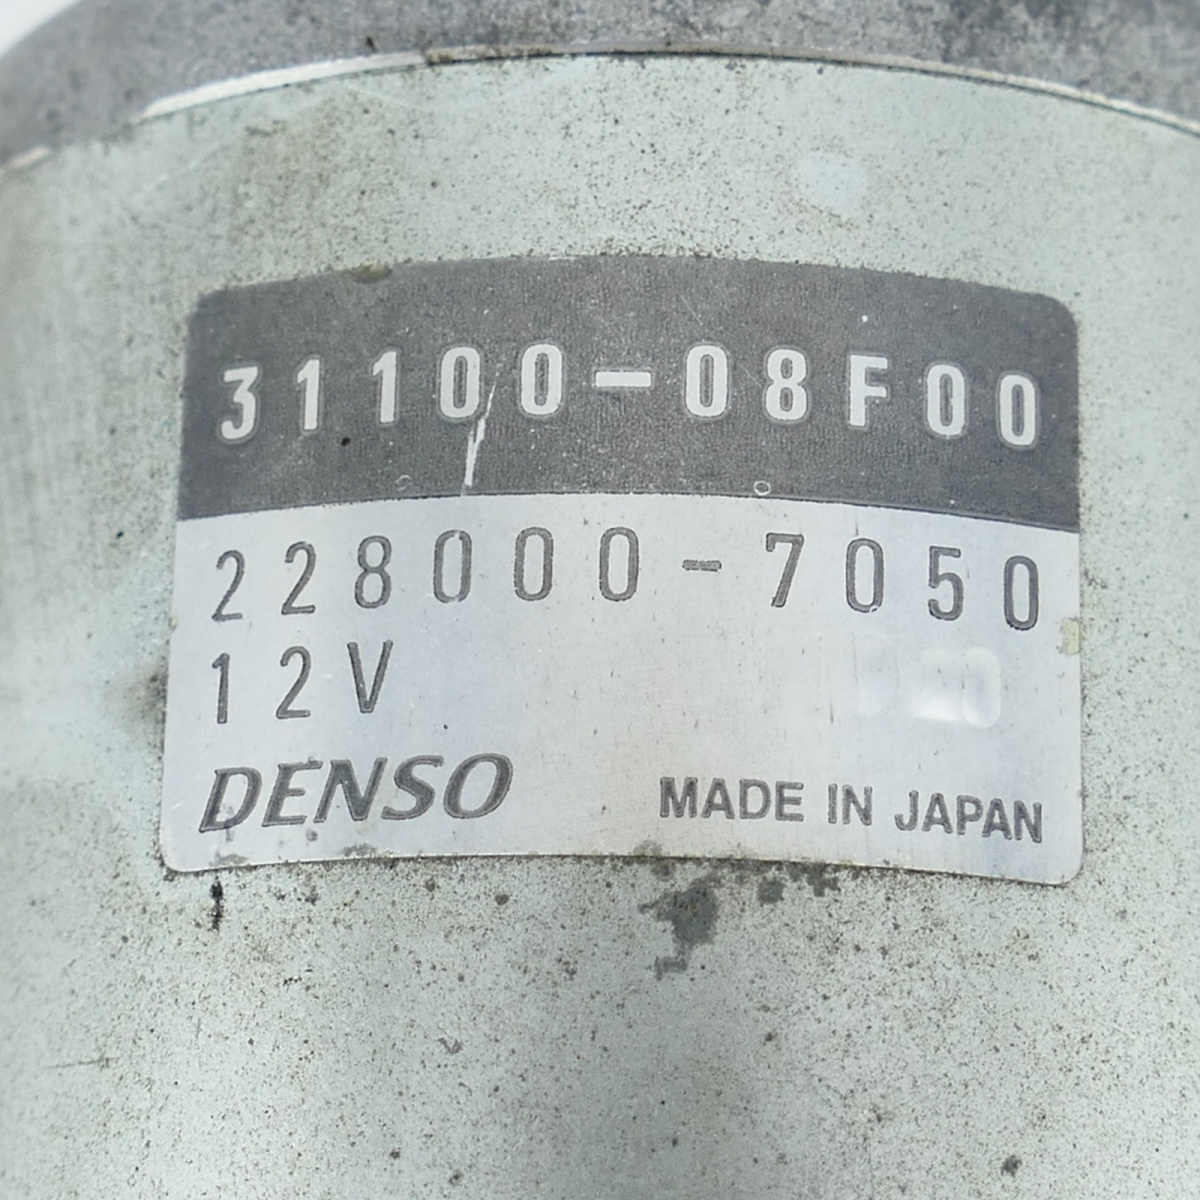 31100-08F00
228000-7050
12V
DENSO
MADE IN JAPAN